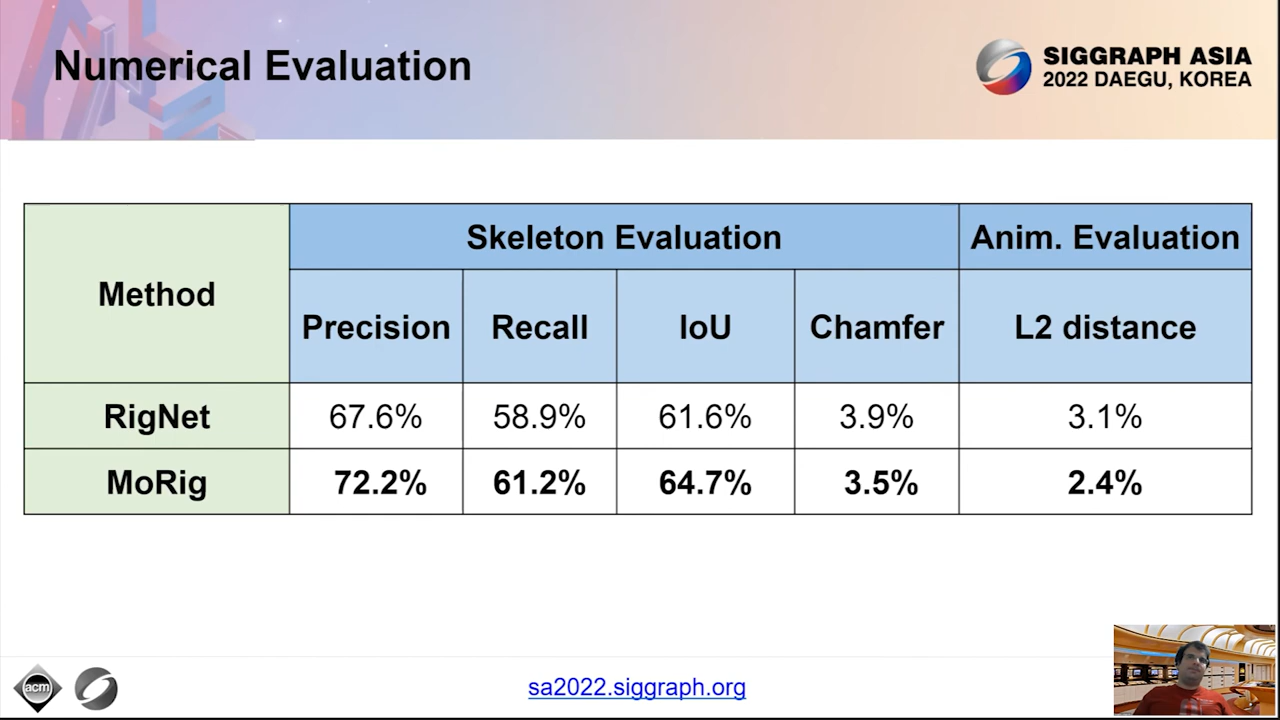 Numerical Evaluation
SIGGRAPH ASIA
2022 DAEGU, KOREA
Method
Skeleton Evaluation
Anim. Evaluation
Precision
Recall
IoU
Chamfer
L2 distance
RigNet
67.6%
58.9%
61.6%
3.9%
3.1%
MoRig
72.2%
61.2%
64.7%
3.5%
2.4%
acm
sa2022.siggraph.org